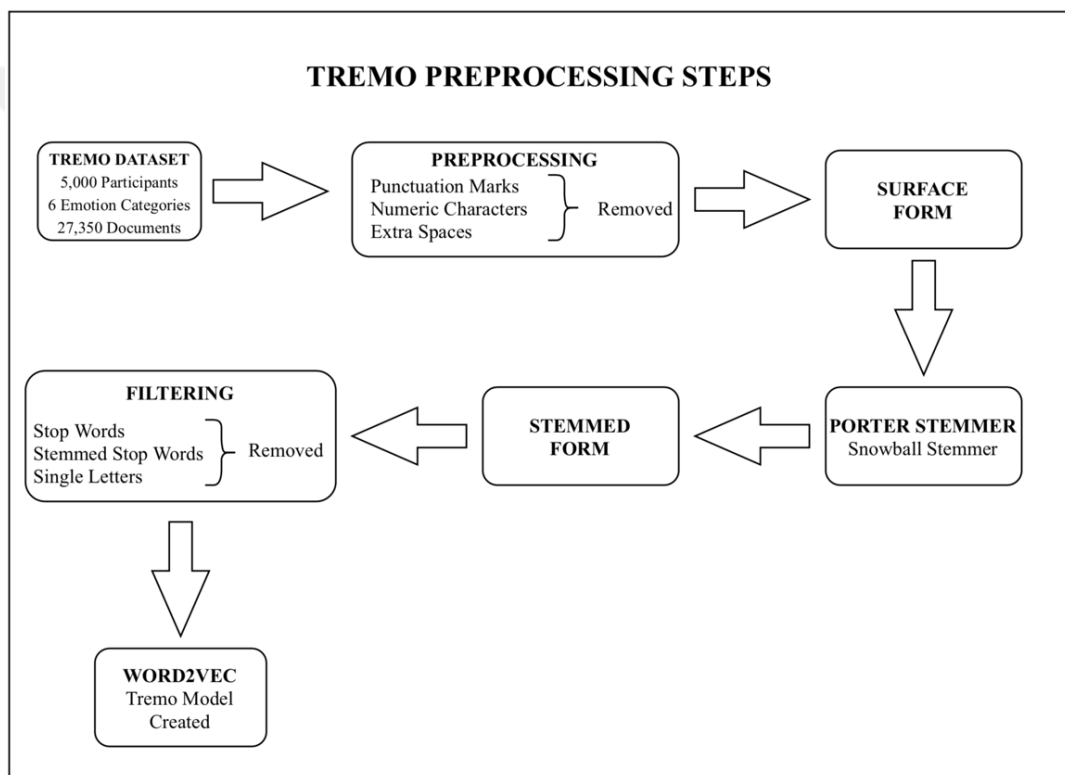 TREMO PREPROCESSING STEPS
TREMO DATASET
5,000 Participants
6 Emotion Categories
27,350 Documents
PREPROCESSING
Punctuation Marks
Numeric Characters
Extra Spaces
Removed
SURFACE
FORM
PORTER STEMMER
Snowball Stemmer
STEMMED
FORM
FILTERING
Stop Words
Stemmed Stop Words
Single Letters
Removed
WORD2VEC
Tremo Model
Created